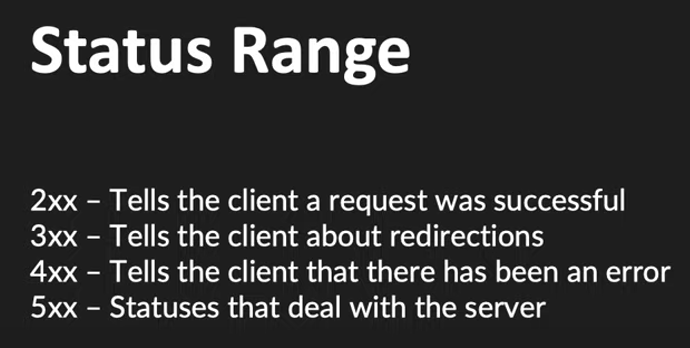 Status Range
2xx – Tells the client a request was successful
3xx – Tells the client about redirections
4xx – Tells the client that there has been an error
5xx – Statuses that deal with the server